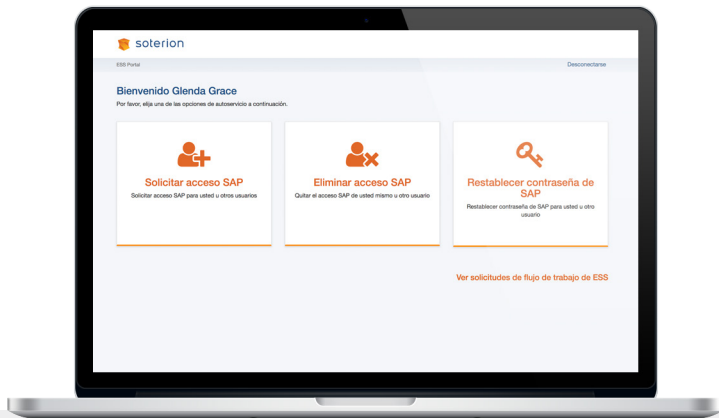 soterion
ESS Portal
Desconectarse
Bienvenido Glenda Grace
Por favor, elija una de las opciones de autoservicio a continuación.
Solicitar acceso SAP
Solicitar acceso SAP para usted u otros usuarios
Eliminar acceso SAP
Quitar el acceso SAP de usted mismo u otro usuario
Restablecer contraseña de
SAP
Restablecer contraseña de SAP para usted u otro
usuario
Ver solicitudes de flujo de trabajo de ESS